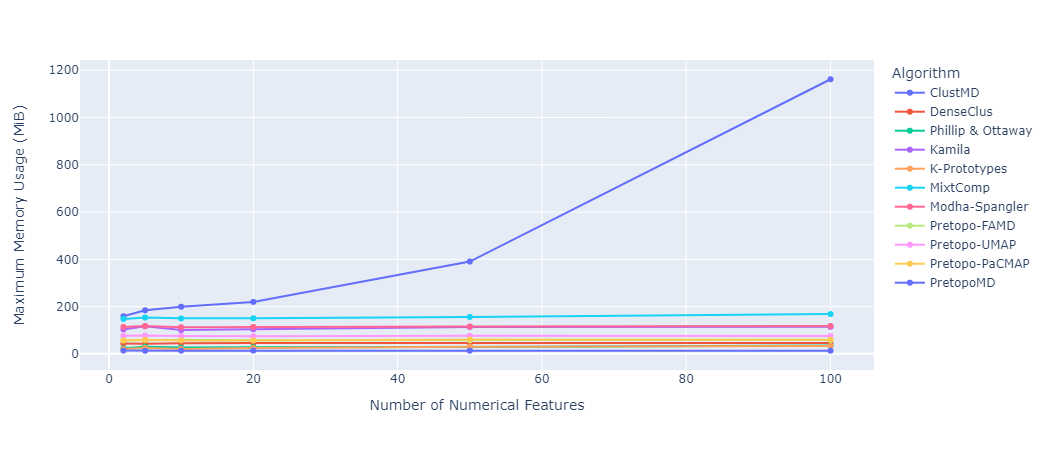 1200
1000
800
600
400
200
0
Maximum Memory Usage (MiB)
0
20
40
60
80
100
Number of Numerical Features
Algorithm
ClustMD
DenseClus
Phillip & Ottaway
Kamila
K-Prototypes
MixtComp
Modha-Spangler
Pretopo-FAMD
Pretopo-UMAP
Pretopo-PaCMAP
PretopoMD